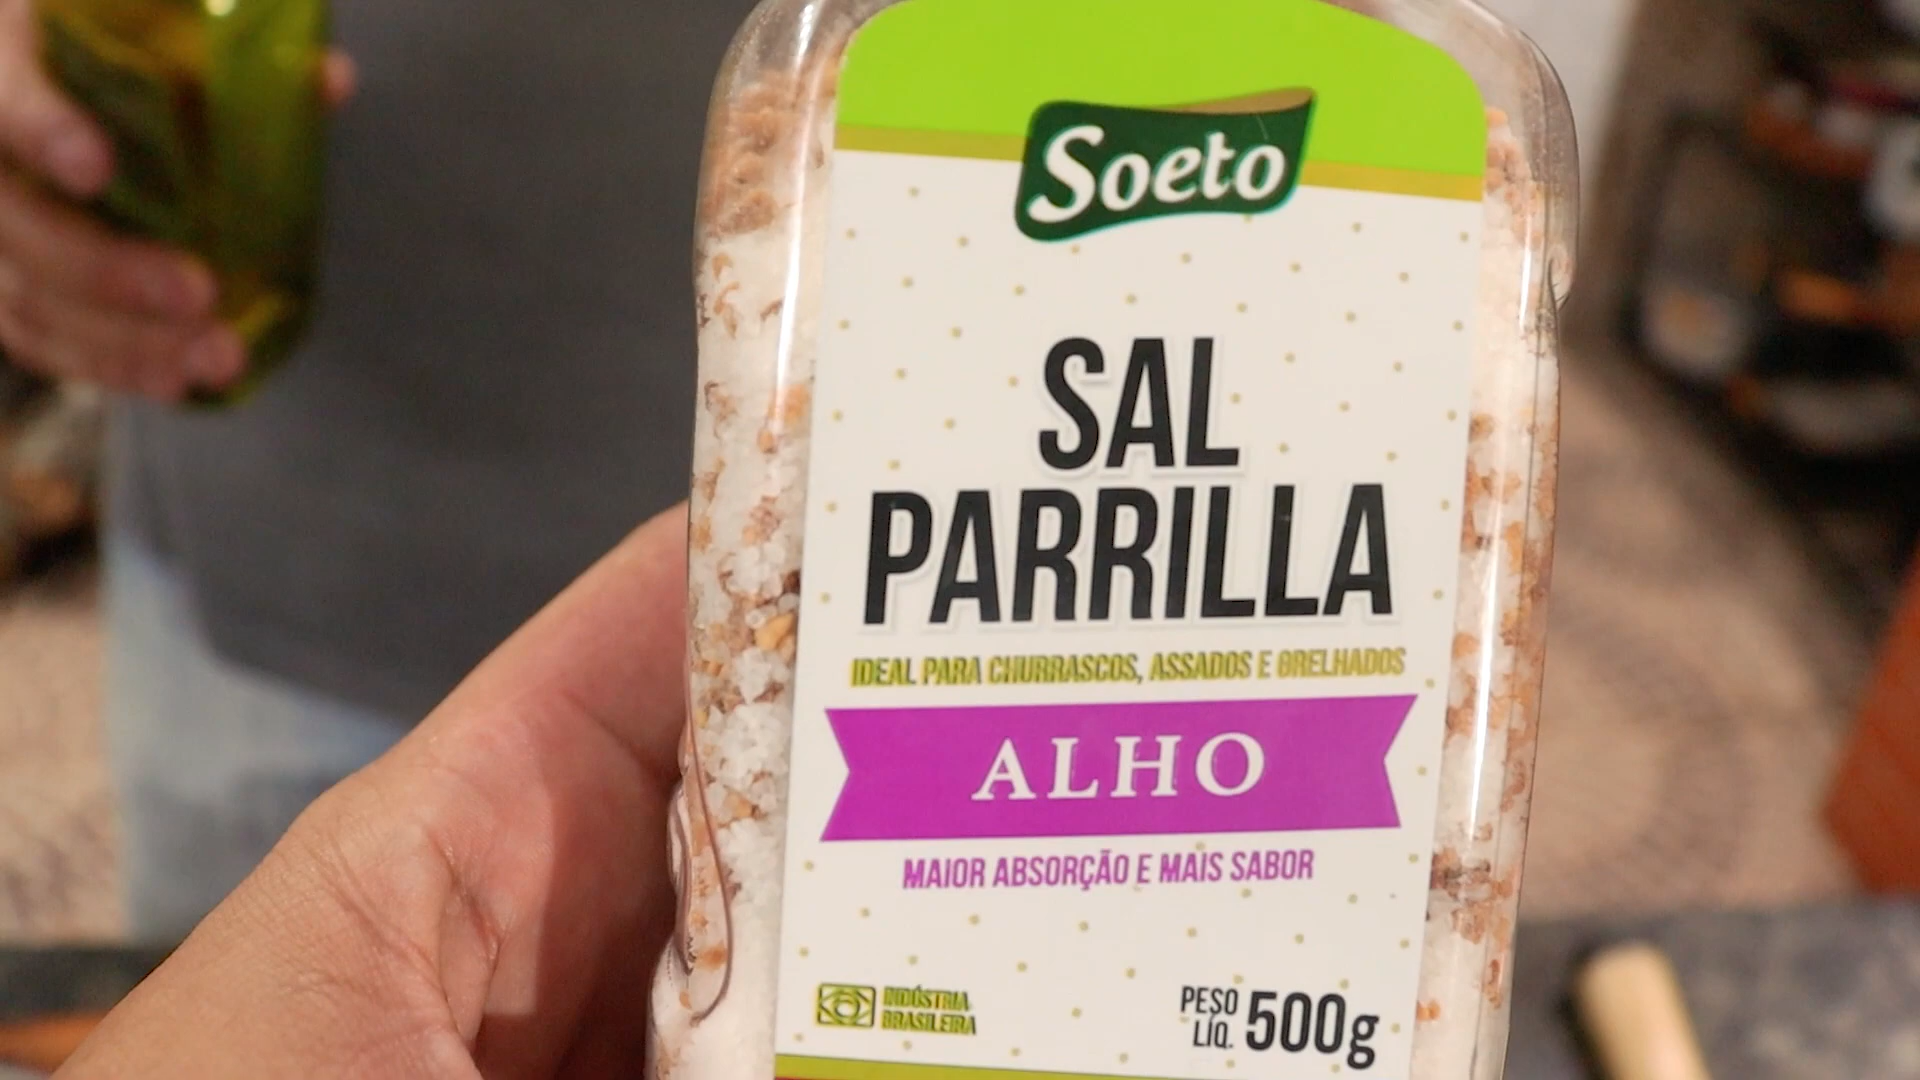 Soeto
SAL
PARRILLA
IDEAL PARA CHURRASCOS, ASSADOS E GRELHADOS
ALHO
MAIOR ABSORÇÃO E MAIS SABOR
INDÚSTRIA
BRASILEIRA
PESO
LÍQ. 500g